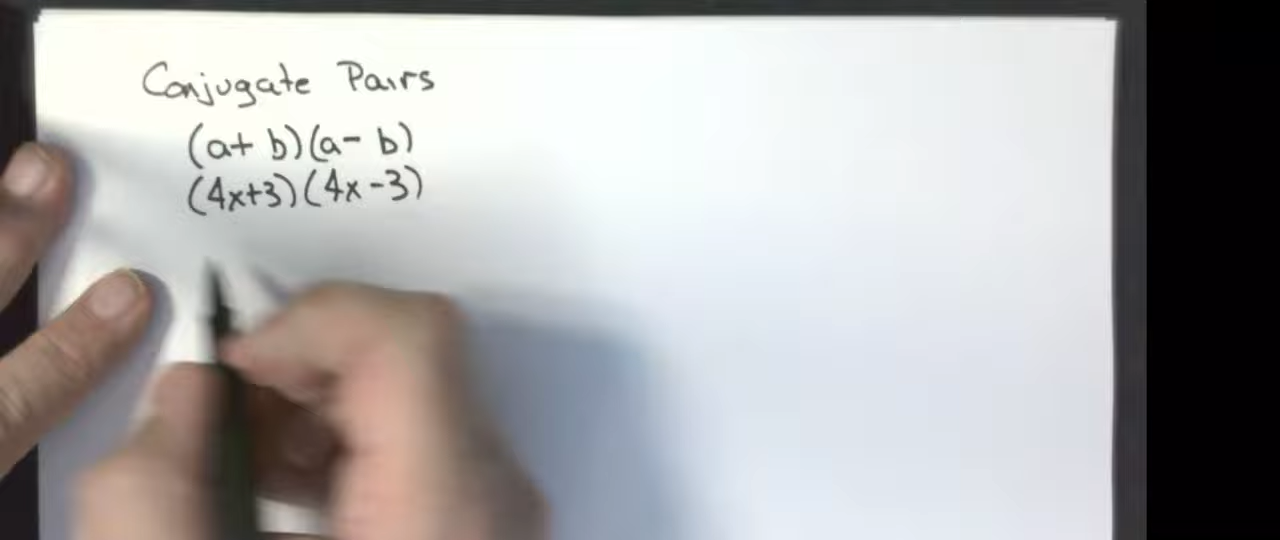 Conjugate Pairs
(a+ b)(a- b)
(4x+3)(4x-3)